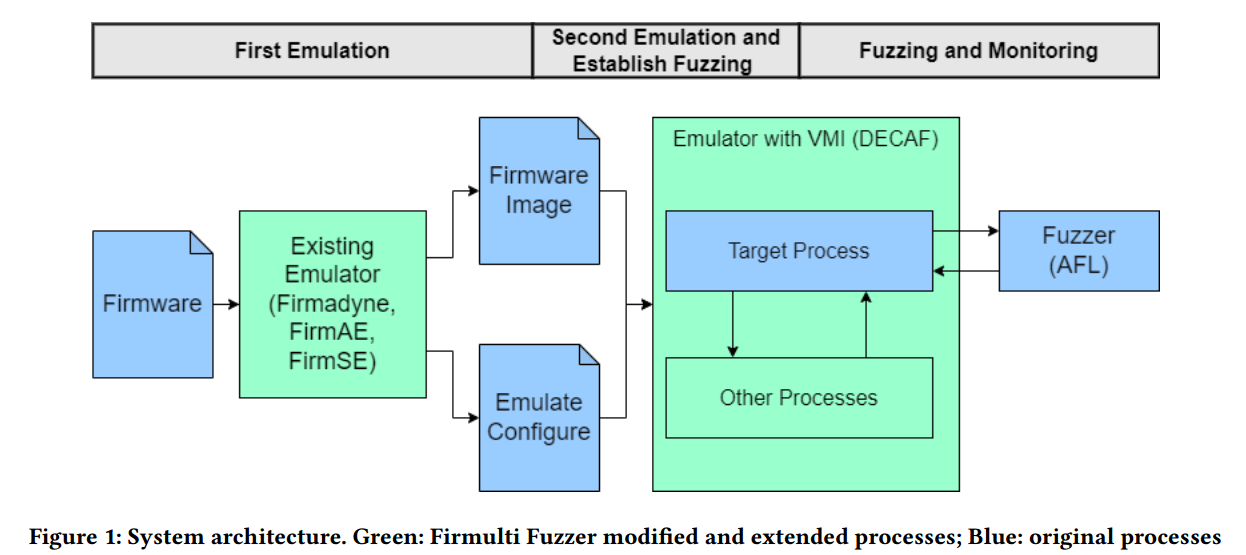 First Emulation
Second Emulation and
Establish Fuzzing
Fuzzing and Monitoring
Firmware
Existing
Emulator
(Firmadyne,
FirmAE,
FirmSE)
Firmware
Image
Emulate
Configure
Emulator with VMI (DECAF)
Target Process
Other Processes
Fuzzer
(AFL)
Figure 1: System architecture. Green: Firmulti Fuzzer modified and extended processes; Blue: original processes